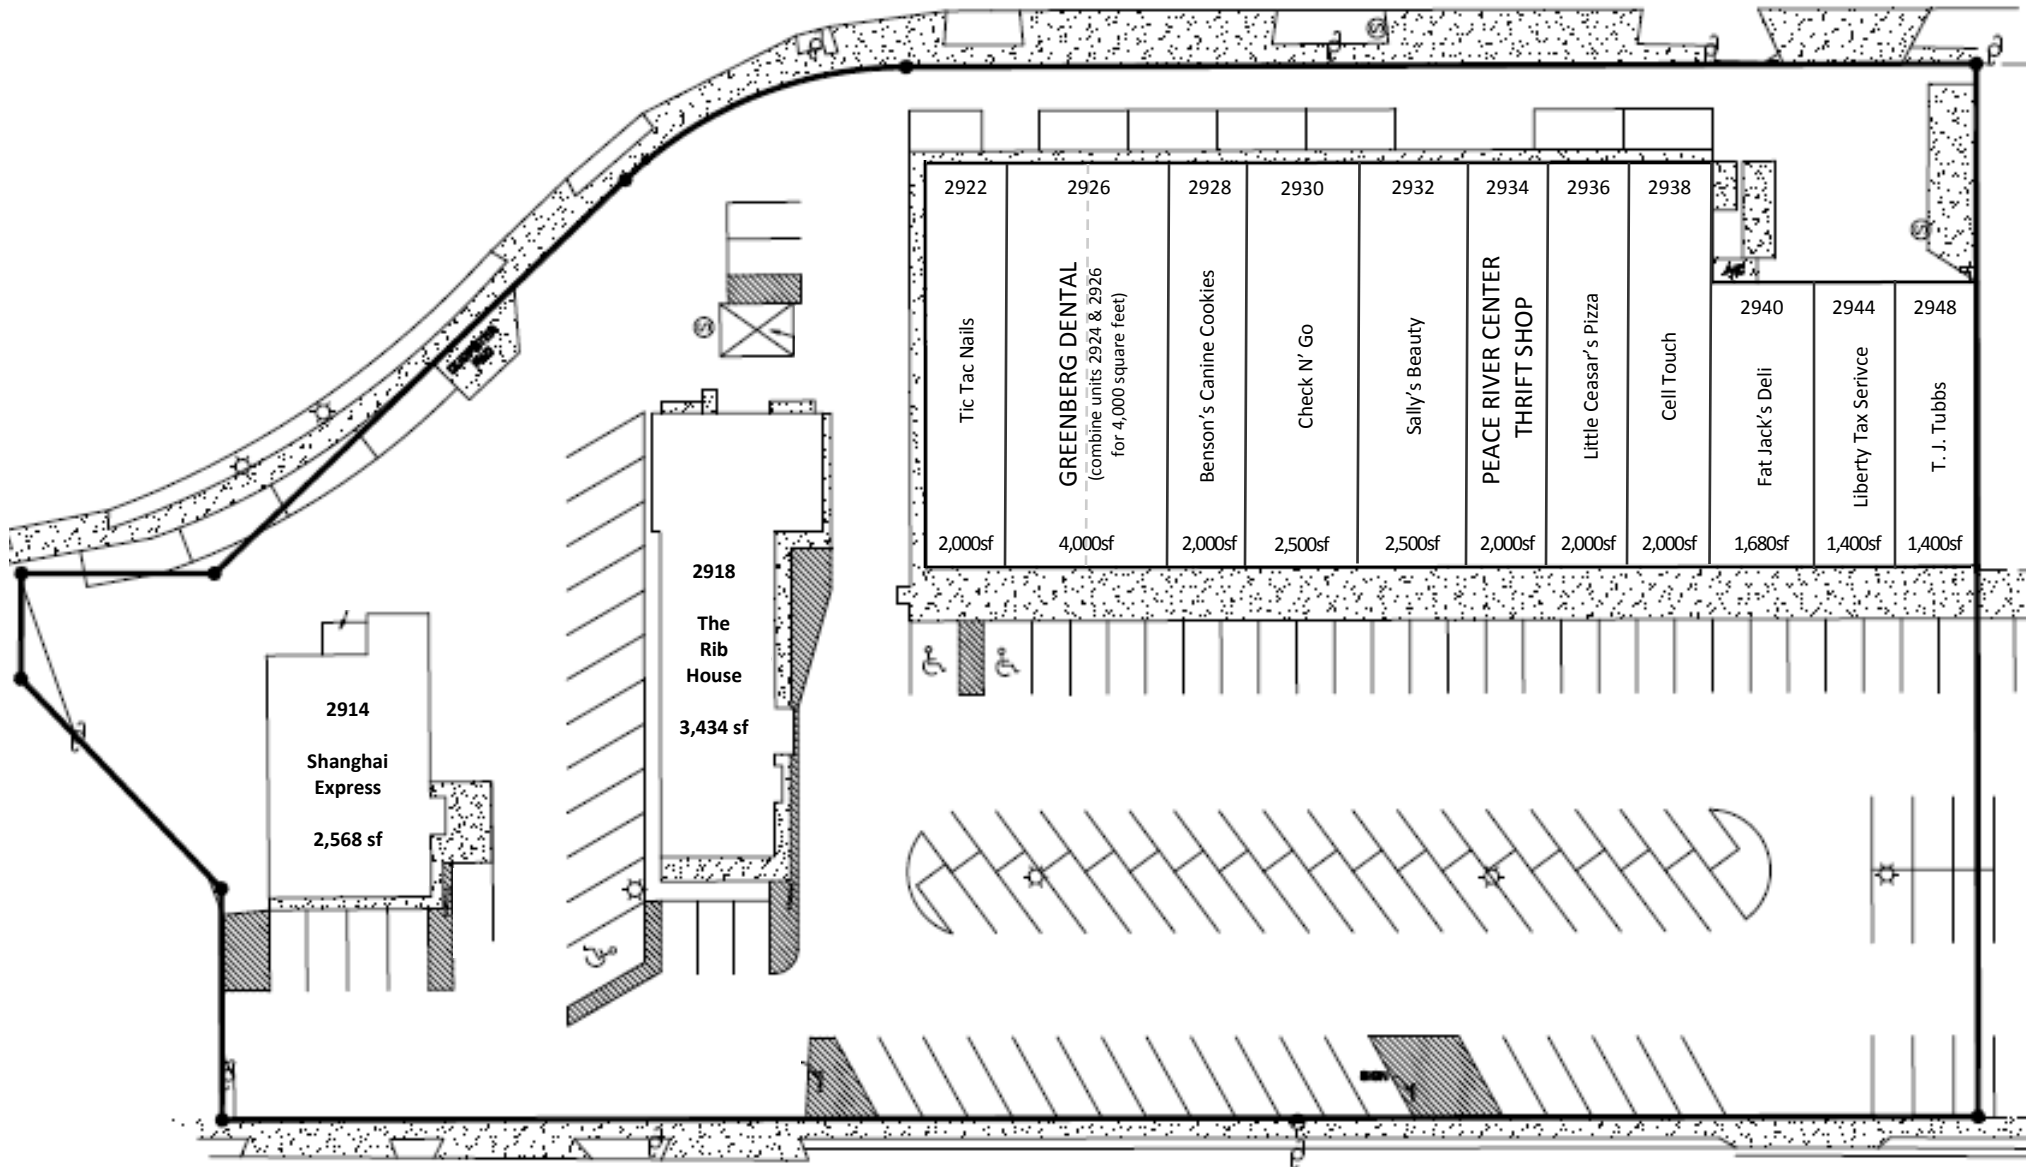 2922
2926
2928
2930
2932
2934
2936
2938
2940
2944
2948
Tic Tac Nails
GREENBERG DENTAL
(combine units 2924 & 2926
for 4,000 square feet)
Benson's Canine Cookies
Check N' Go
Sally's Beauty
PEACE RIVER CENTER
THRIFT SHOP
Little Ceasar's Pizza
Cell Touch
Fat Jack's Deli
Liberty Tax Serivce
T. J. Tubbs
2,000sf
4,000sf
2,000sf
2,500sf
2,500sf
2,000sf
2,000sf
2,000sf
1,680sf
1,400sf
1,400sf
2918
The
Rib
House
3,434 sf
2914
Shanghai
Express
2,568 sf
DUMPSTER
PAD
S
S
S
SIGN